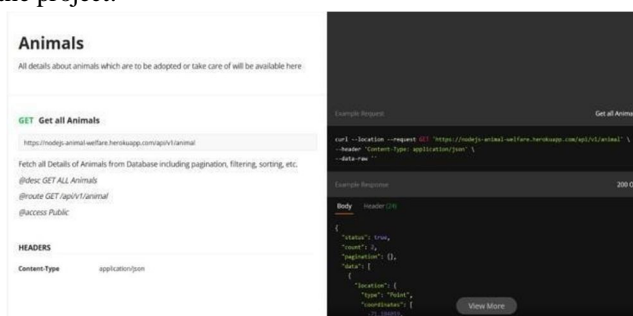 Animals
All details about animals which are to be adopted or take care of will be available here
GET Get all Animals
https://nodejs-animal-welfare.herokuapp.com/api/v1/animal
Fetch all Details of Animals from Database including pagination, filtering, sorting, etc.
@desc GET ALL Animals
@route GET /api/v1/animal
@access Public
HEADERS
Content-Type application/json
Example Request Get all Anima
curl --location --request GET 'https://nodejs-animal-welfare.herokuapp.com/api/v1/animal' \
--header 'Content-Type: application/json' \
--data-raw ''
Example Response 200 O
Body Header (24)
{
"status": true,
"count": 2,
"pagination": {},
"data": [
{
"location": {
"type": "Point",
"coordinates": [
View More